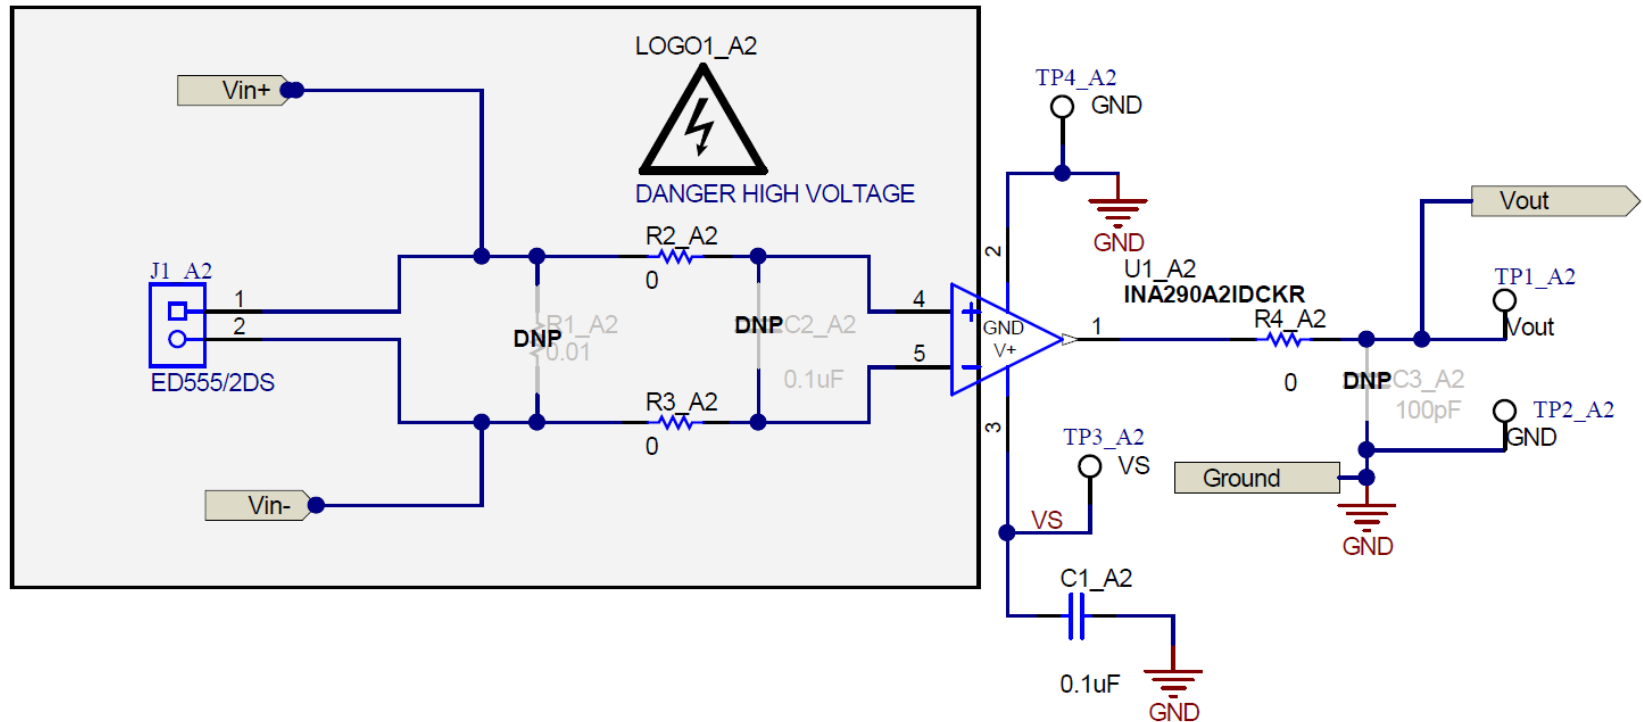 LOGO1_A2
TP4_A2
GND
Vin+
DANGER HIGH VOLTAGE
Vout
R2_A2
0
2
GND
U1_A2
INA290A2IDCKR
J1_A2
1
2
ED555/2DS
DNP
R1_A2
0.01
DNP
C2_A2
0.1uF
4
5
+
GND
V+
1
R4_A2
0
TP1_A2
Vout
DNP
C3_A2
100pF
R3_A2
0
3
TP3_A2
VS
TP2_A2
GND
Ground
Vin-
VS
GND
C1_A2
0.1uF
GND